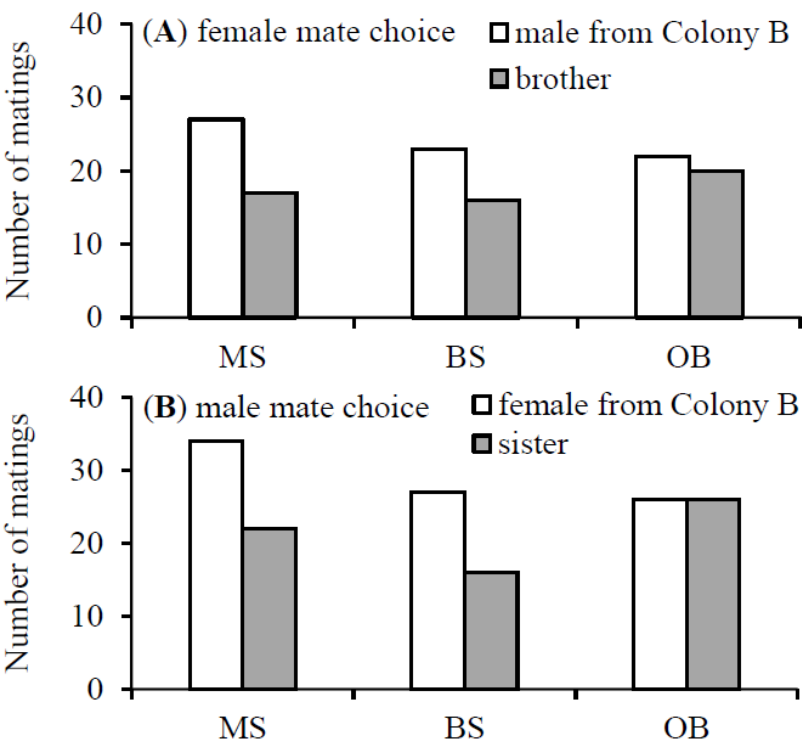 (A) female mate choice
male from Colony B
brother
Number of matings
40
30
20
10
0
MS BS OB
(B) male mate choice
female from Colony B
sister
Number of matings
40
30
20
10
0
MS BS OB